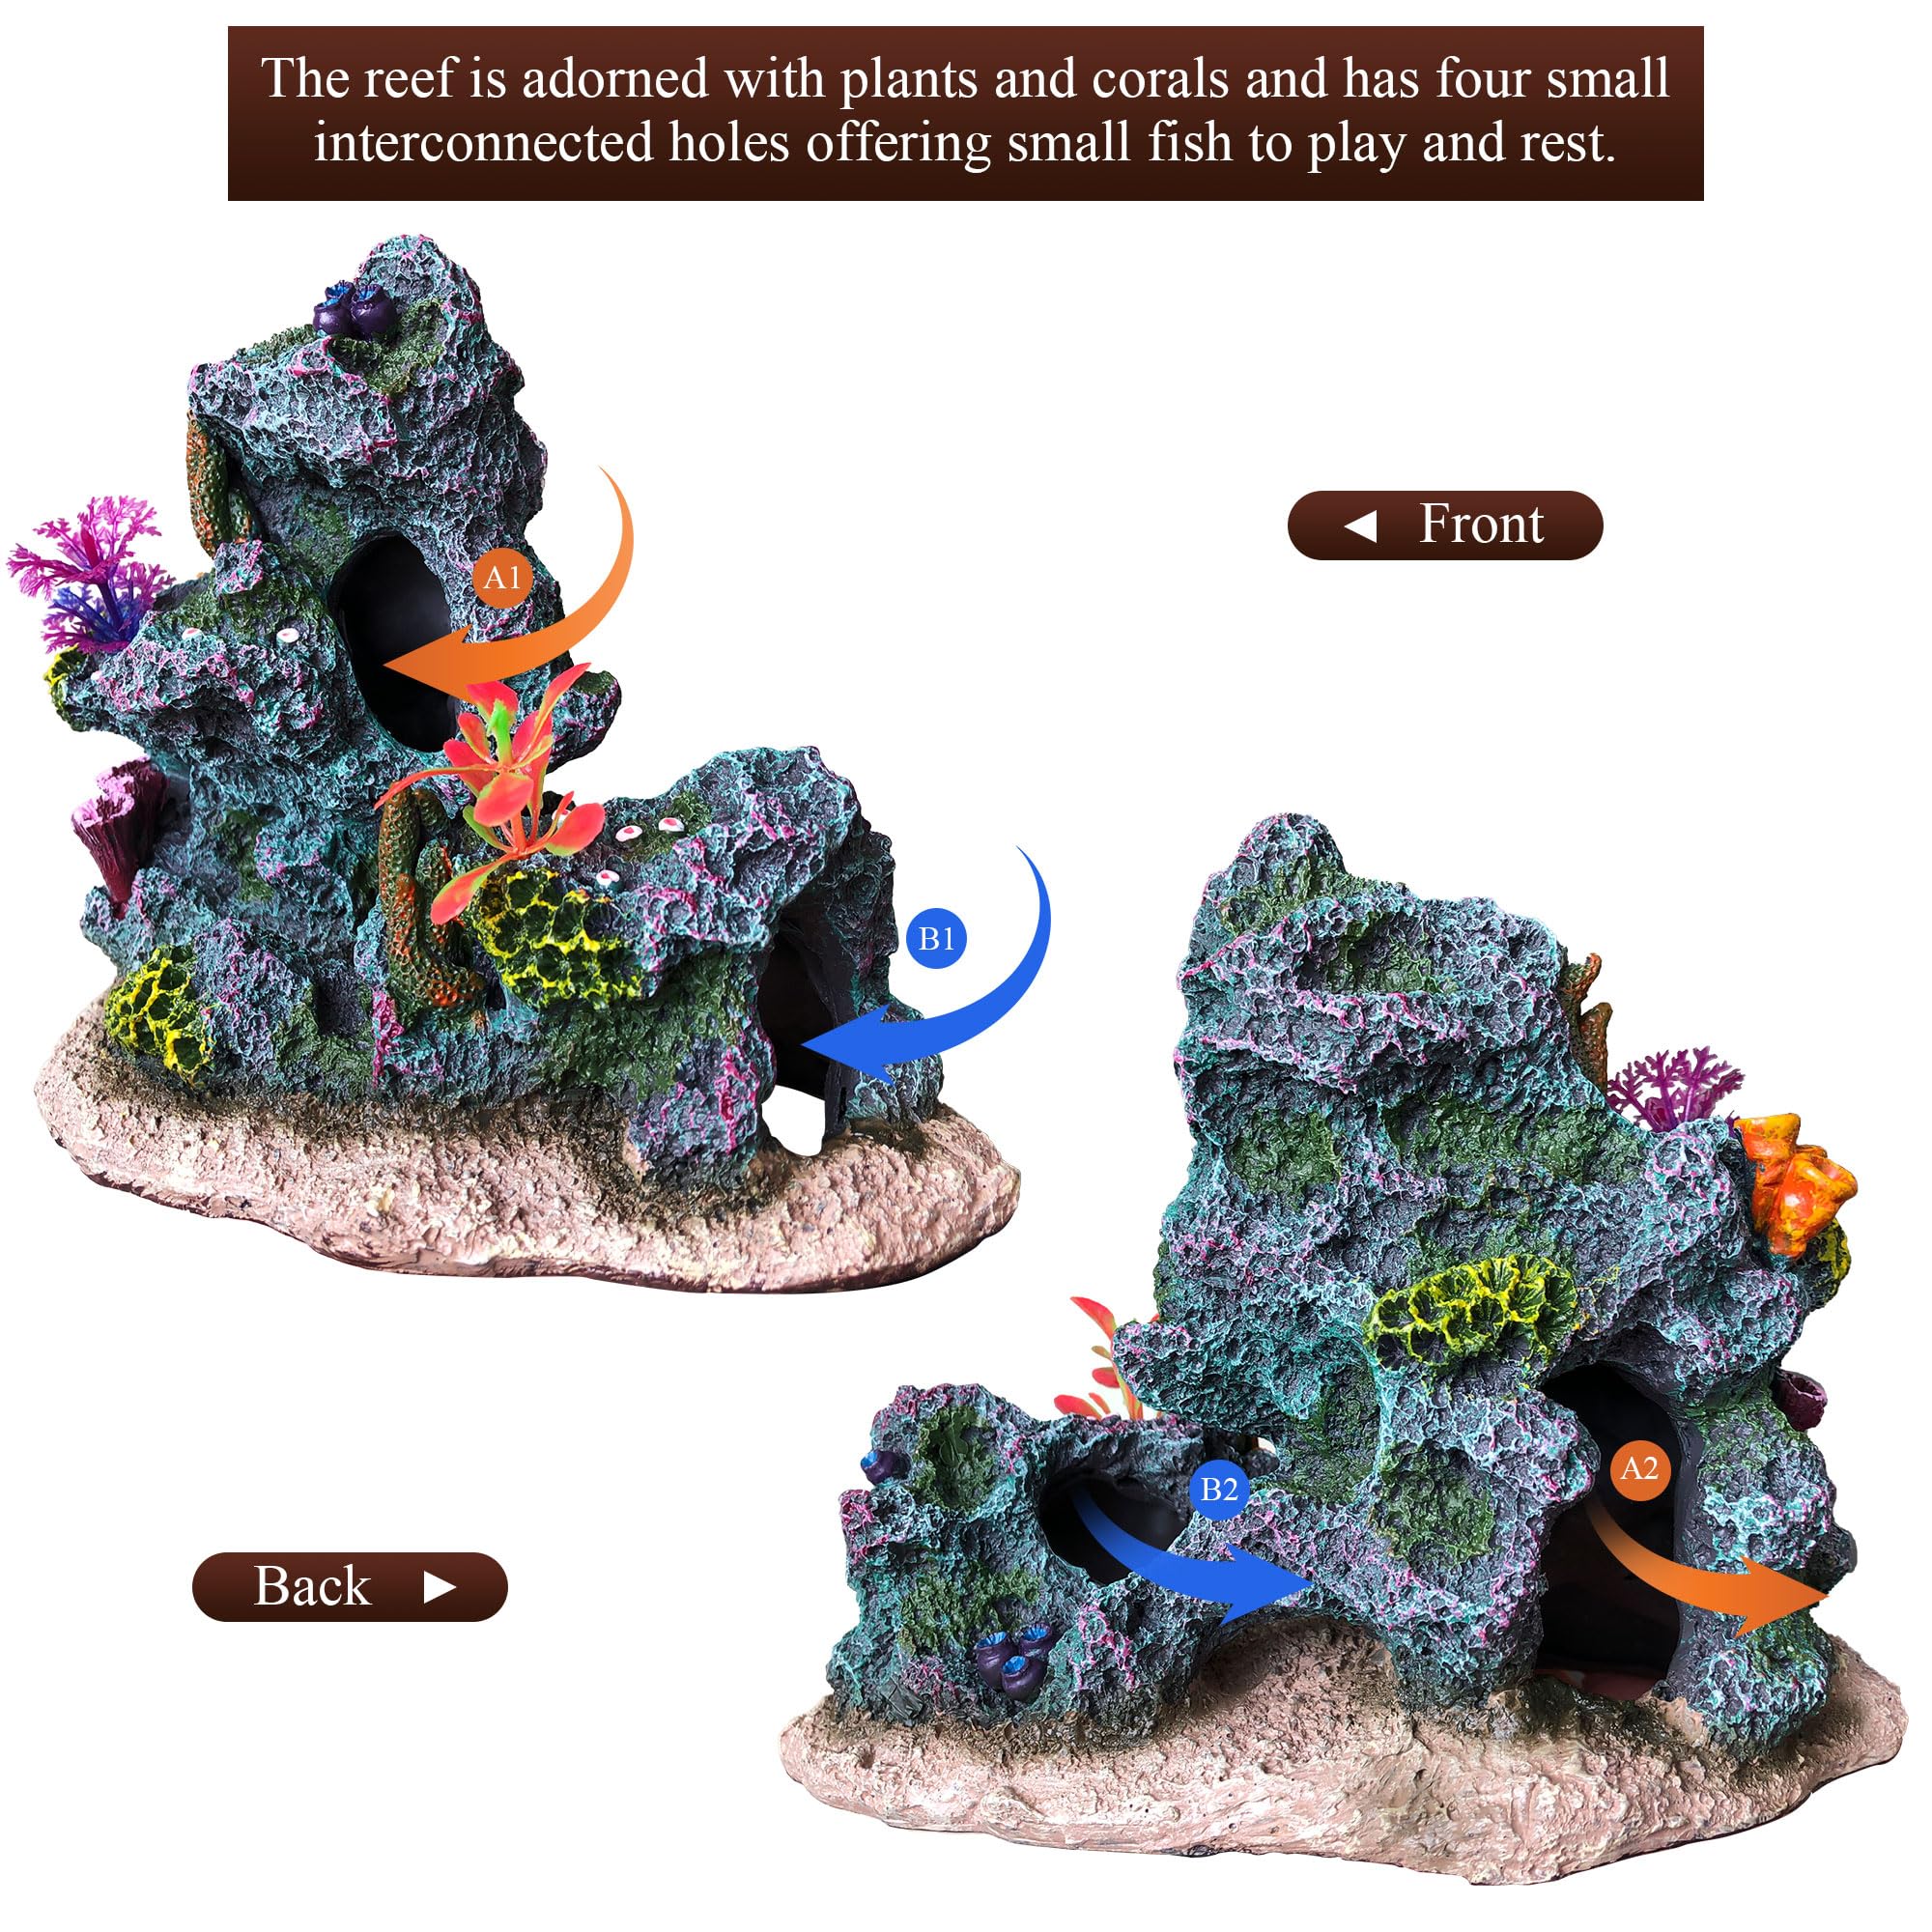 The reef is adorned with plants and corals and has four small
interconnected holes offering small fish to play and rest.
◄ Front
A1
B1
B2
A2
Back ►